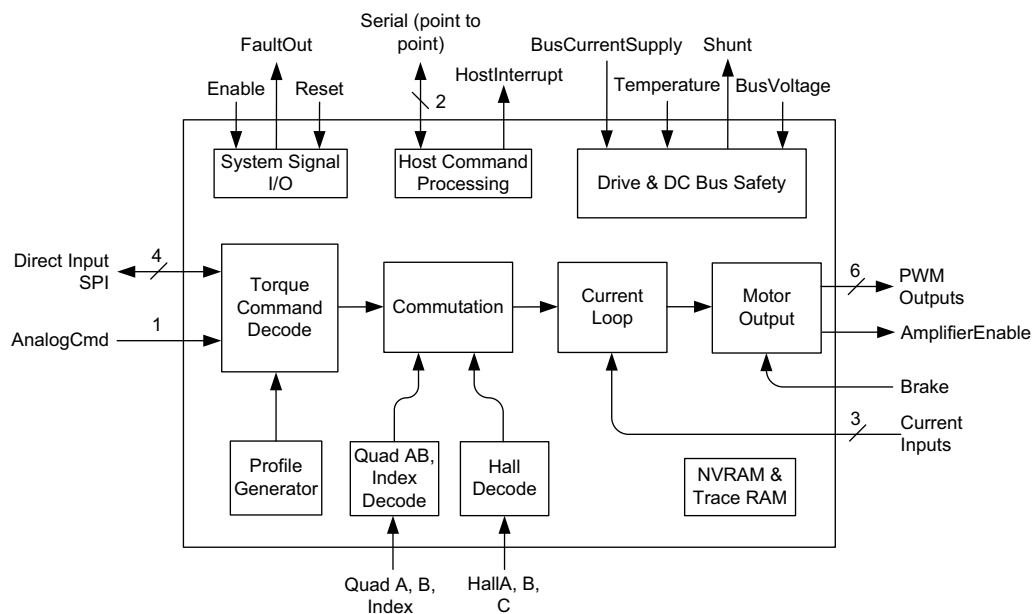 Serial (point to
point)
FaultOut
BusCurrentSupply
Shunt
HostInterrupt
Enable
Reset
2
Temperature
BusVoltage
System Signal
I/O
Host Command
Processing
Drive & DC Bus Safety
Direct Input
SPI
4
Torque
Command
Decode
Commutation
Current
Loop
Motor
Output
6
PWM
Outputs
AnalogCmd
1
AmplifierEnable
Brake
3
Current
Inputs
Profile
Generator
Quad AB,
Index
Decode
Hall
Decode
NVRAM &
Trace RAM
Quad A, B,
Index
HallA, B,
C